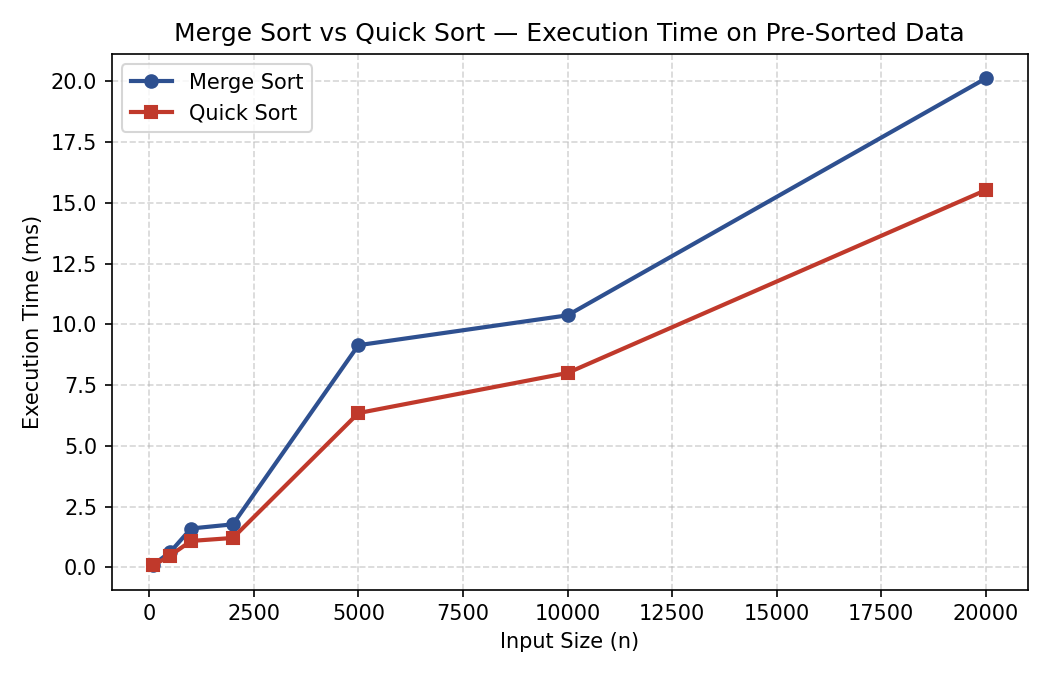 Merge Sort vs Quick Sort — Execution Time on Pre-Sorted Data
Merge Sort
Quick Sort
Execution Time (ms)
20.0
17.5
15.0
12.5
10.0
7.5
5.0
2.5
0.0
0 2500 5000 7500 10000 12500 15000 17500 20000
Input Size (n)